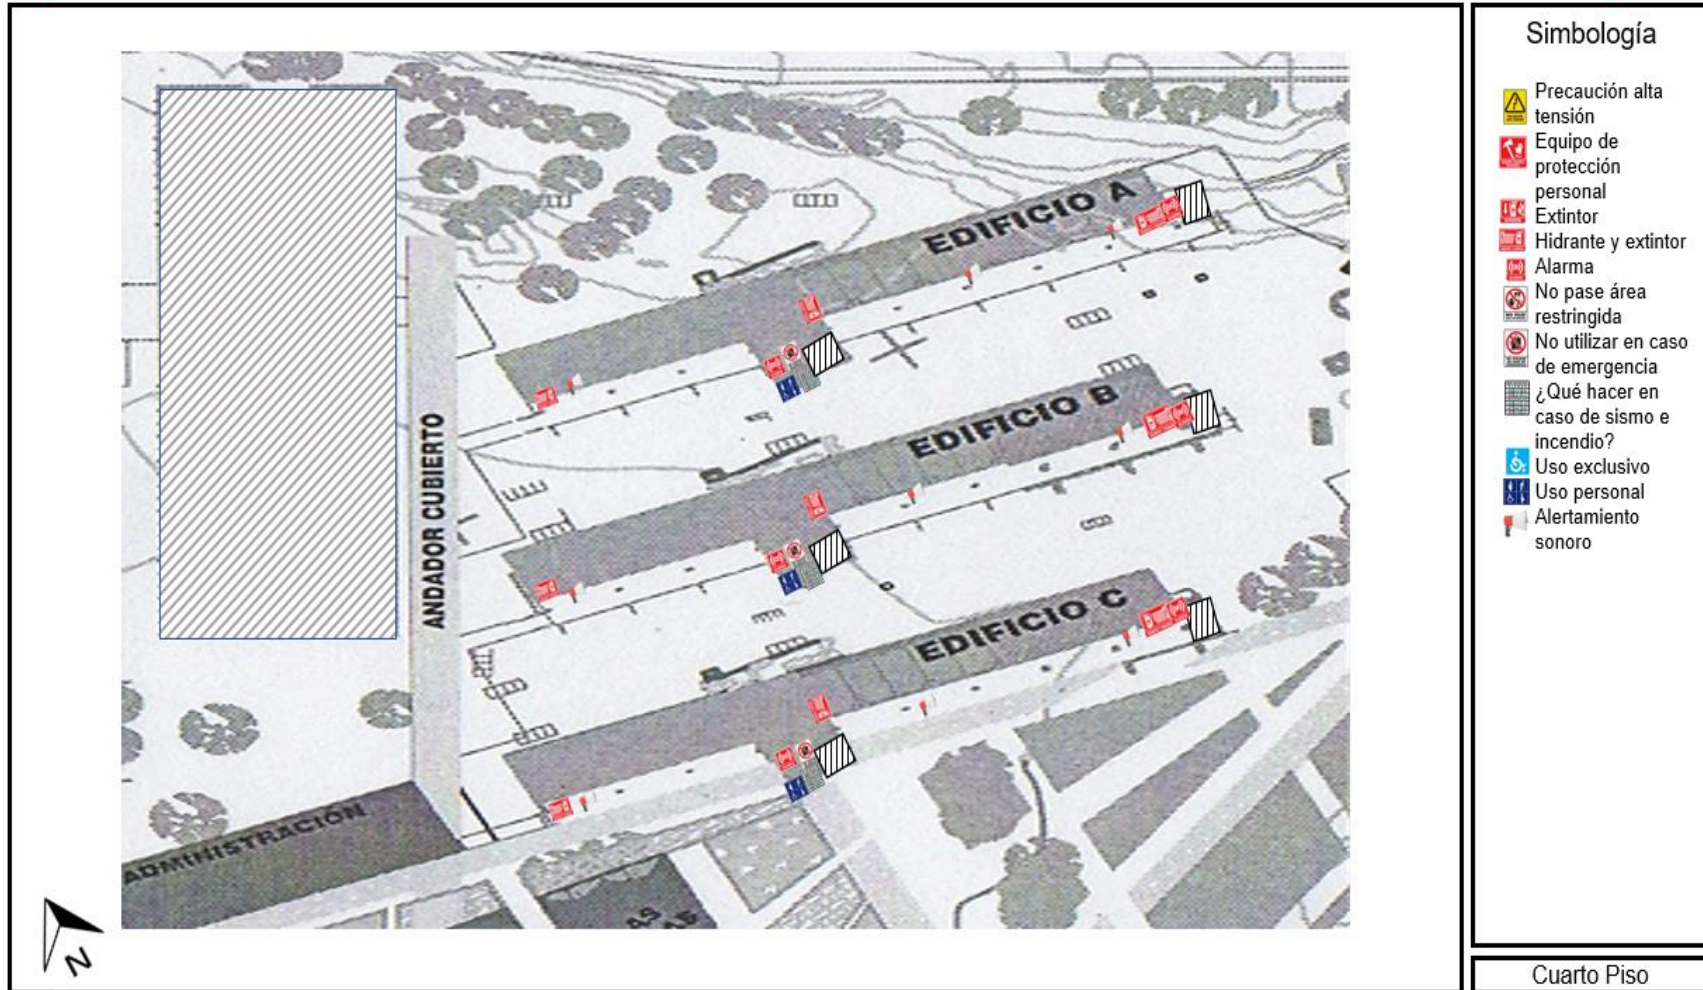 Simbología
Precaución alta
tensión
Equipo de
protección
personal
Extintor
Hidrante y extintor
Alarma
No pase área
restringida
No utilizar en caso
de emergencia
¿Qué hacer en
caso de sismo e
incendio?
Uso exclusivo
Uso personal
Alertamiento
sonoro
Cuarto Piso
EDIFICIO A
EDIFICIO B
EDIFICIO C
ANDADOR CUBIERTO
ADMINISTRACIÓN
AS
N